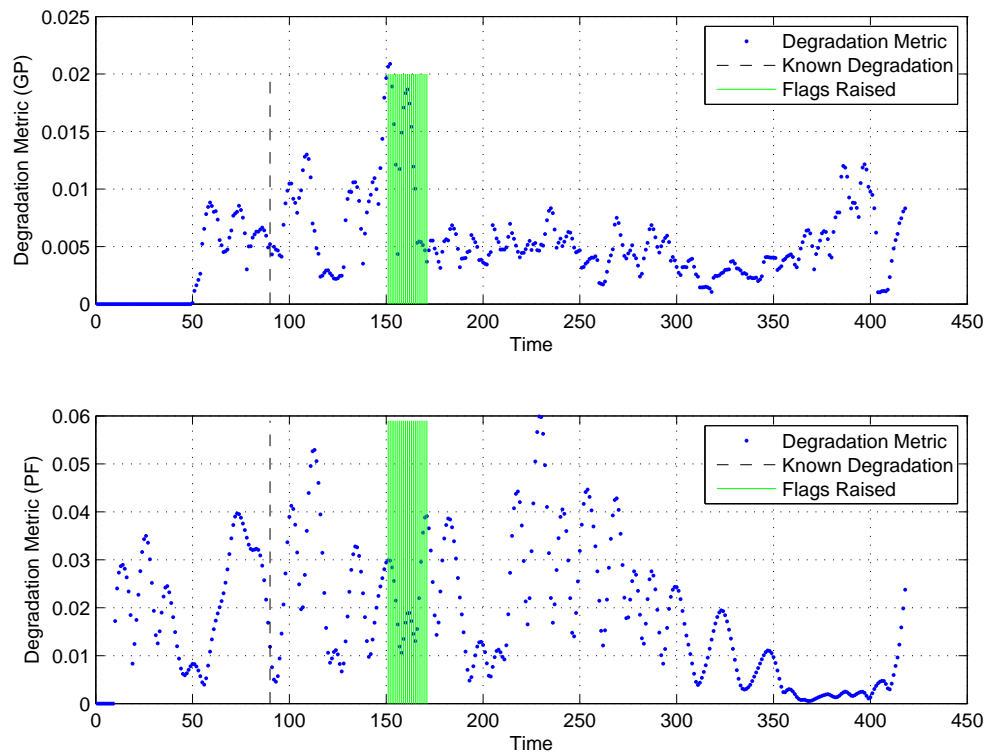 0.025
0.02
0.015
0.01
0.005
0
Degradation Metric (GP)
Degradation Metric
Known Degradation
Flags Raised
0 50 100 150 200 250 300 350 400 450
Time
0.06
0.05
0.04
0.03
0.02
0.01
0
Degradation Metric (PF)
Degradation Metric
Known Degradation
Flags Raised
0 50 100 150 200 250 300 350 400 450
Time